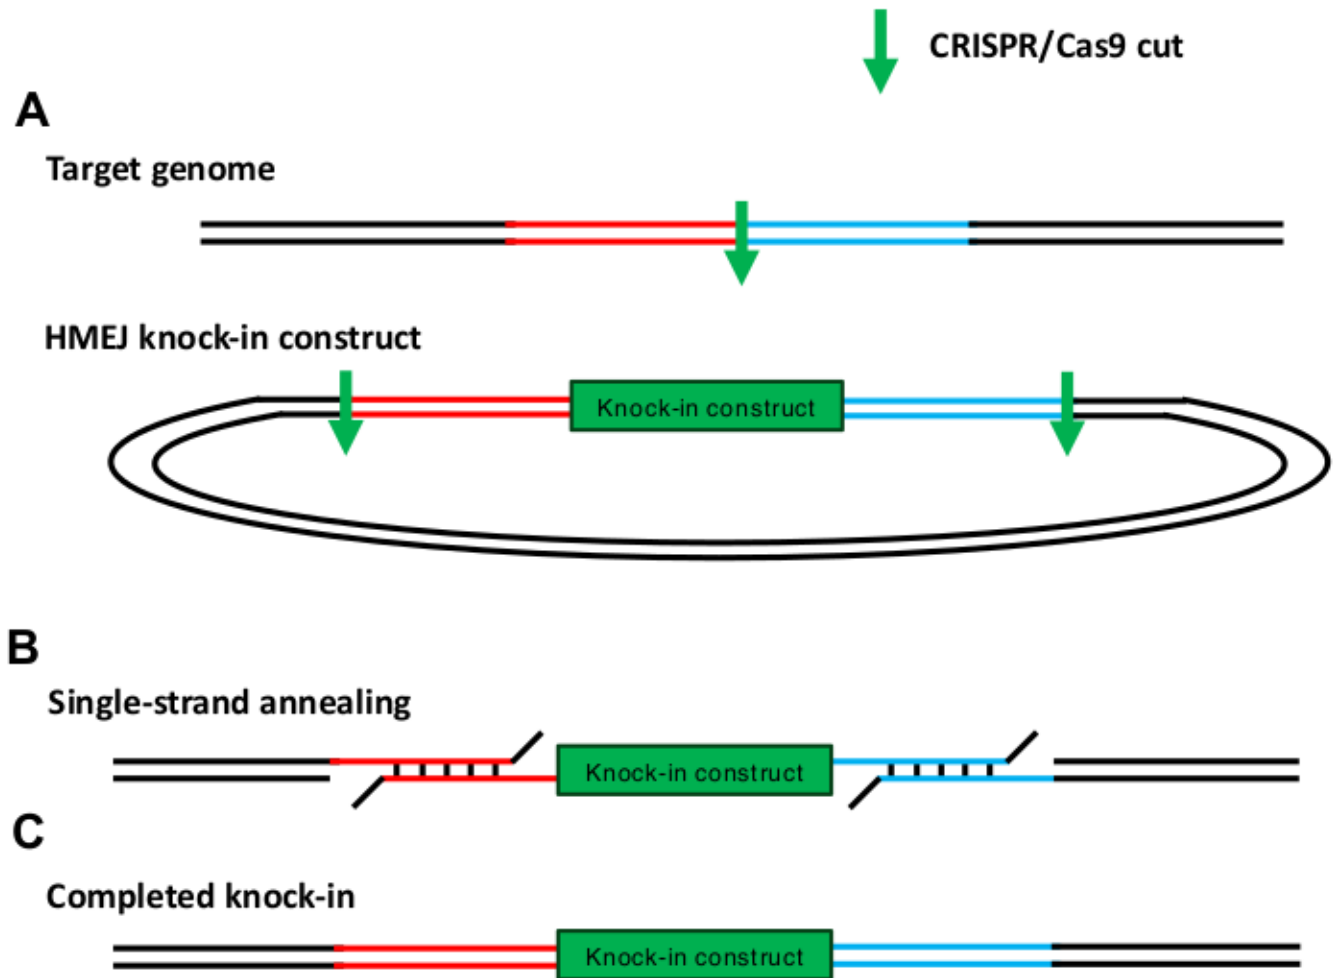 CRISPR/Cas9 cut
A
Target genome
HMEJ knock-in construct
Knock-in construct
B
Single-strand annealing
Knock-in construct
C
Completed knock-in
Knock-in construct